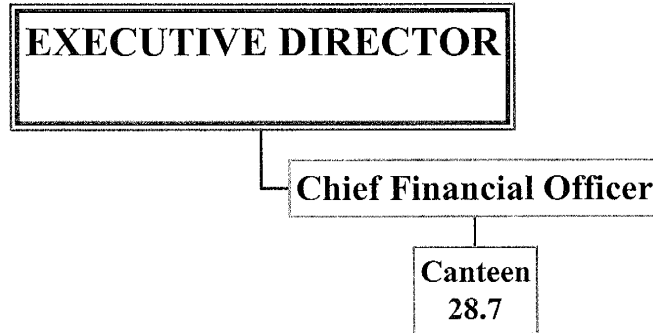 EXECUTIVE DIRECTOR
Chief Financial Officer
Canteen
28.7